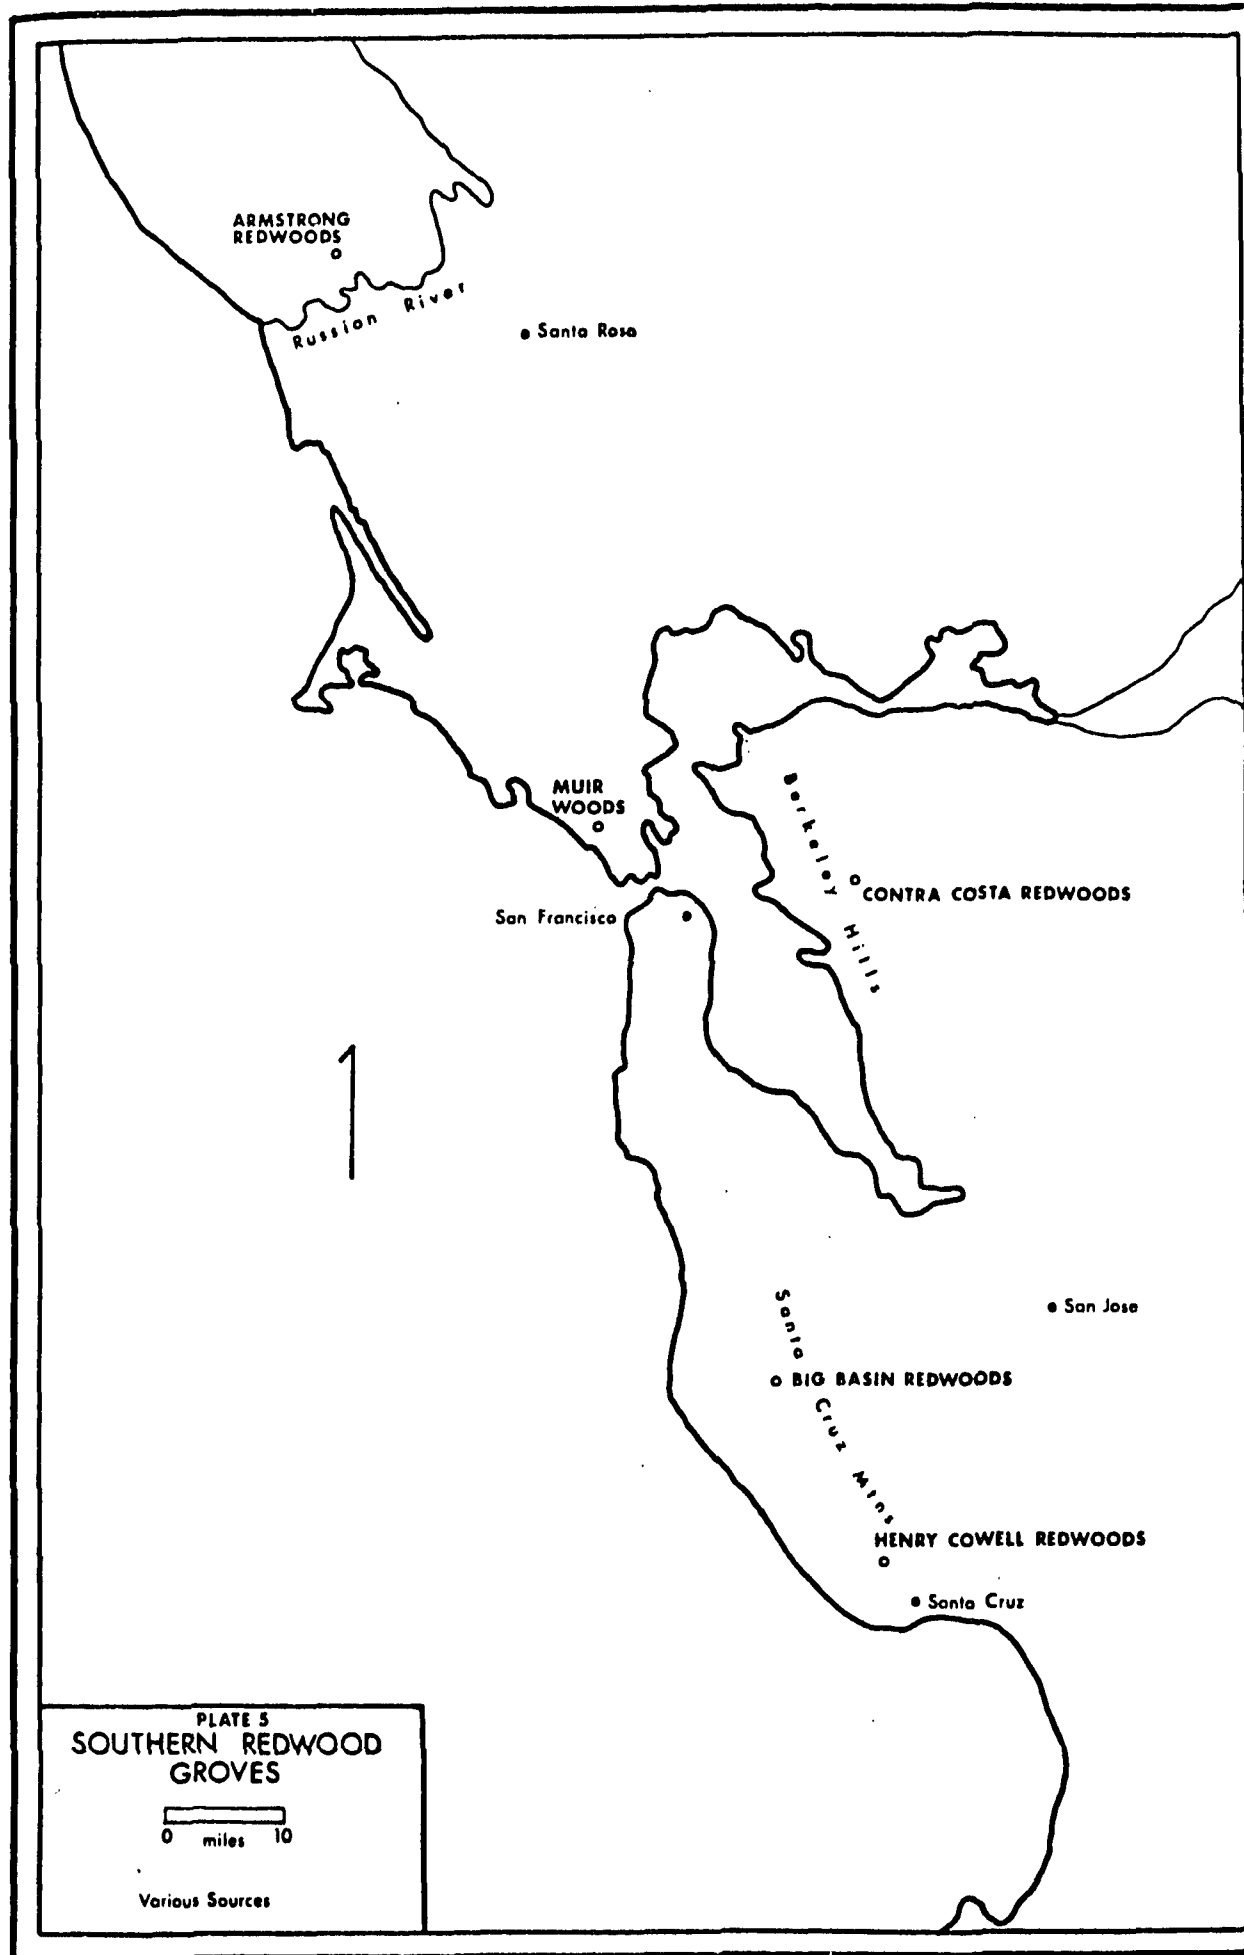 ARMSTRONG
REDWOODS
Russian River
Santa Rosa
MUIR
WOODS
Berkeley Hills
CONTRA COSTA REDWOODS
San Francisco
San Jose
Santa Cruz Mtns
BIG BASIN REDWOODS
HENRY COWELL REDWOODS
Santa Cruz
PLATE 5
SOUTHERN REDWOOD
GROVES
0 miles 10
Various Sources